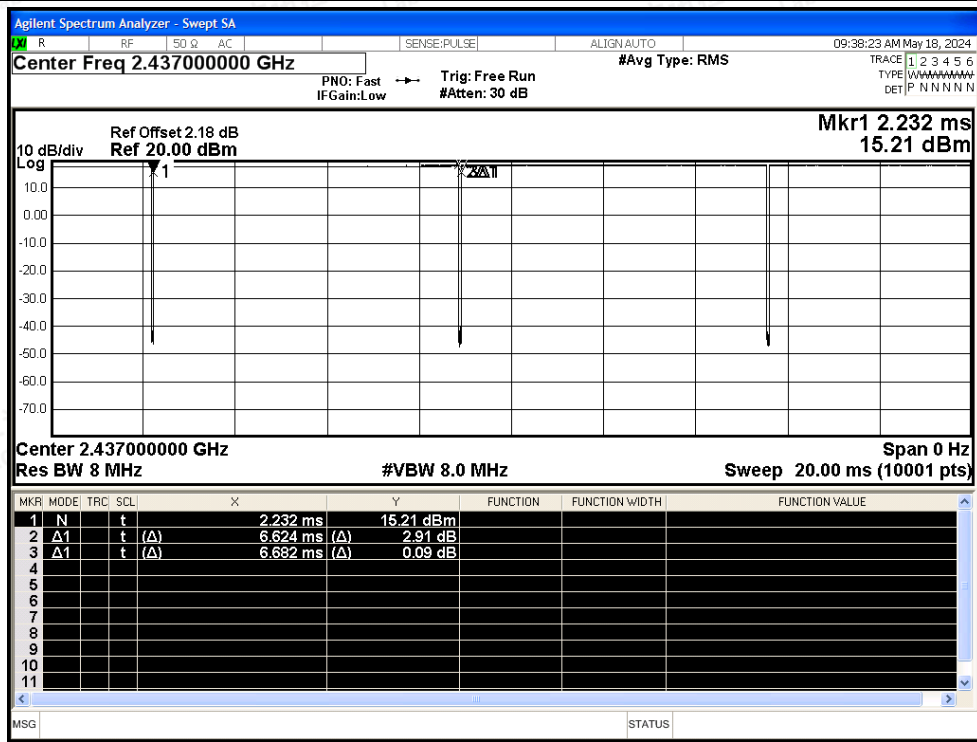 Agilent Spectrum Analyzer - Swept SA
LXI R RF 50 Ω AC SENSE:PULSE ALIGNAUTO 09:38:23 AM May 18, 2024
Center Freq 2.437000000 GHz #Avg Type: RMS TRACE 1 2 3 4 5 6
PNO: Fast Trig: Free Run TYPE
IFGain:Low #Atten: 30 dB DET P N N N N N
Mkr1 2.232 ms
Ref Offset 2.18 dB
10 dB/div Ref 20.00 dBm 15.21 dBm
Log
1
10.0
0.00
-10.0
-20.0
-30.0
-40.0
-50.0
-60.0
-70.0
Center 2.437000000 GHz Span 0 Hz
Res BW 8 MHz #VBW 8.0 MHz Sweep 20.00 ms (10001 pts)
MKR MODE TRC SCL X Y FUNCTION FUNCTION WIDTH FUNCTION VALUE
1 N t 2.232 ms 15.21 dBm
2 Δ1 t (Δ) 6.624 ms (Δ) 2.91 dB
3 Δ1 t (Δ) 6.682 ms (Δ) 0.09 dB
4
5
6
7
8
9
10
11
MSG STATUS